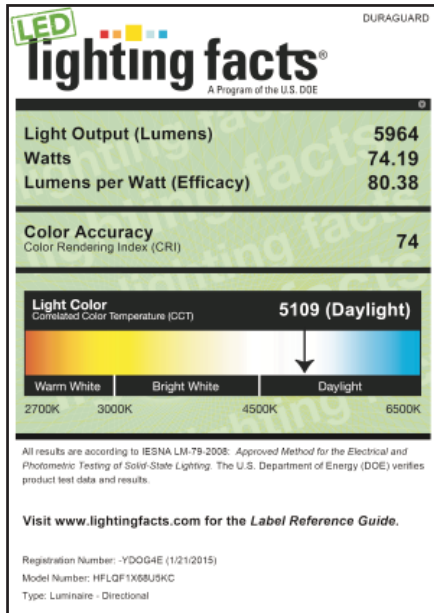 DURAGUARD
LED
lighting facts®
A Program of the U.S. DOE
Light Output (Lumens) 5964
Watts 74.19
Lumens per Watt (Efficacy) 80.38
Color Accuracy
Color Rendering Index (CRI) 74
Light Color
Correlated Color Temperature (CCT)
5109 (Daylight)
Warm White Bright White Daylight
2700K 3000K 4500K 6500K
All results are according to IESNA LM-79-2008: Approved Method for the Electrical and
Photometric Testing of Solid-State Lighting. The U.S. Department of Energy (DOE) verifies
product test data and results.
Visit www.lightingfacts.com for the Label Reference Guide.
Registration Number: -YDOG4E (1/21/2015)
Model Number: HFLQF1X68U5KC
Type: Luminaire - Directional